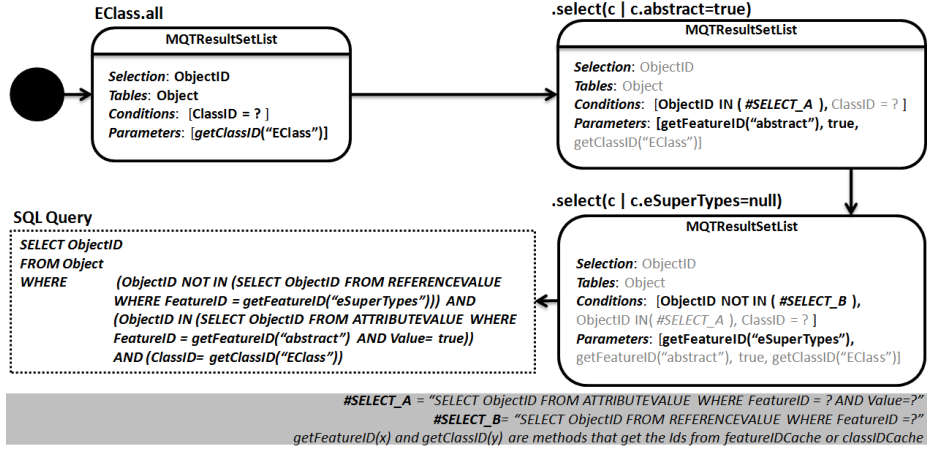 EClass.all
MQTResultSetList
Selection: ObjectID
Tables: Object
Conditions: [ClassID = ? ]
Parameters: [getClassID(“EClass”)]
.select(c | c.abstract=true)
MQTResultSetList
Selection: ObjectID
Tables: Object
Conditions: [ObjectID IN ( #SELECT_A ), ClassID = ? ]
Parameters: [getFeatureID(“abstract”), true,
getClassID(“EClass”)]
.select(c | c.eSuperTypes=null)
MQTResultSetList
Selection: ObjectID
Tables: Object
Conditions: [ObjectID NOT IN ( #SELECT_B ),
ObjectID IN( #SELECT_A ), ClassID = ? ]
Parameters: [getFeatureID(“eSuperTypes”),
getFeatureID(“abstract”), true, getClassID(“EClass”)]
SQL Query
SELECT ObjectID
FROM Object
WHERE (ObjectID NOT IN (SELECT ObjectID FROM REFERENCEVALUE
WHERE FeatureID = getFeatureID(“eSuperTypes”))) AND
(ObjectID IN (SELECT ObjectID FROM ATTRIBUTEVALUE WHERE
FeatureID = getFeatureID(“abstract”) AND Value= true))
AND (ClassID= getClassID(“EClass”))
#SELECT_A = “SELECT ObjectID FROM ATTRIBUTEVALUE WHERE FeatureID = ? AND Value=?”
#SELECT_B= “SELECT ObjectID FROM REFERENCEVALUE WHERE FeatureID =?”
getFeatureID(x) and getClassID(y) are methods that get the Ids from featureIDCache or classIDCache